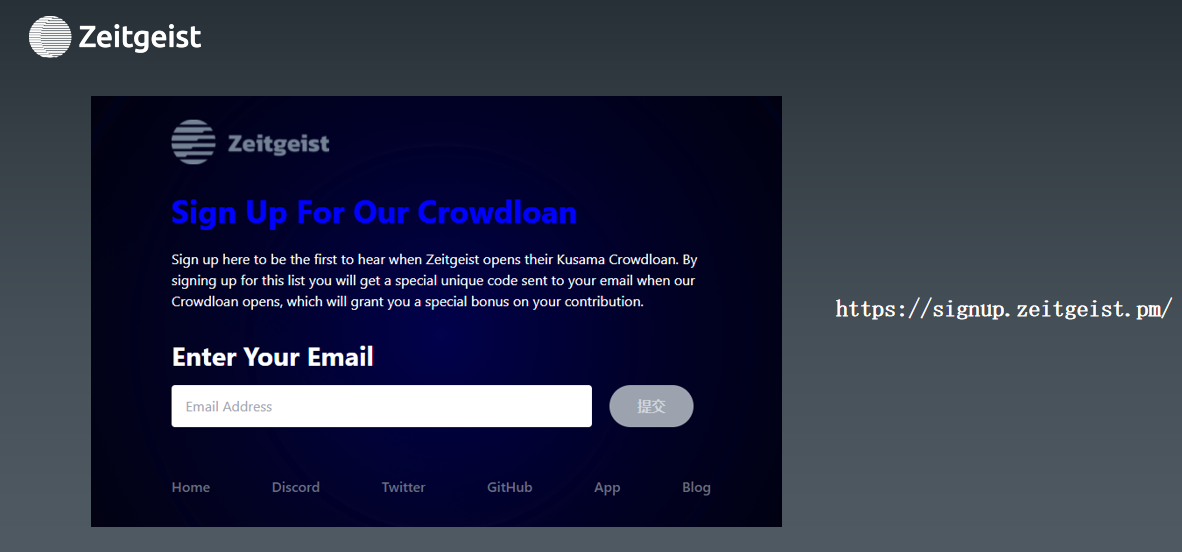 Zeitgeist
Zeitgeist
Sign Up For Our Crowdloan
Sign up here to be the first to hear when Zeitgeist opens their Kusama Crowdloan. By
signing up for this list you will get a special unique code sent to your email when our
Crowdloan opens, which will grant you a special bonus on your contribution.
https://signup.zeitgeist.pm/
Enter Your Email
Email Address
提交
Home Discord Twitter GitHub App Blog